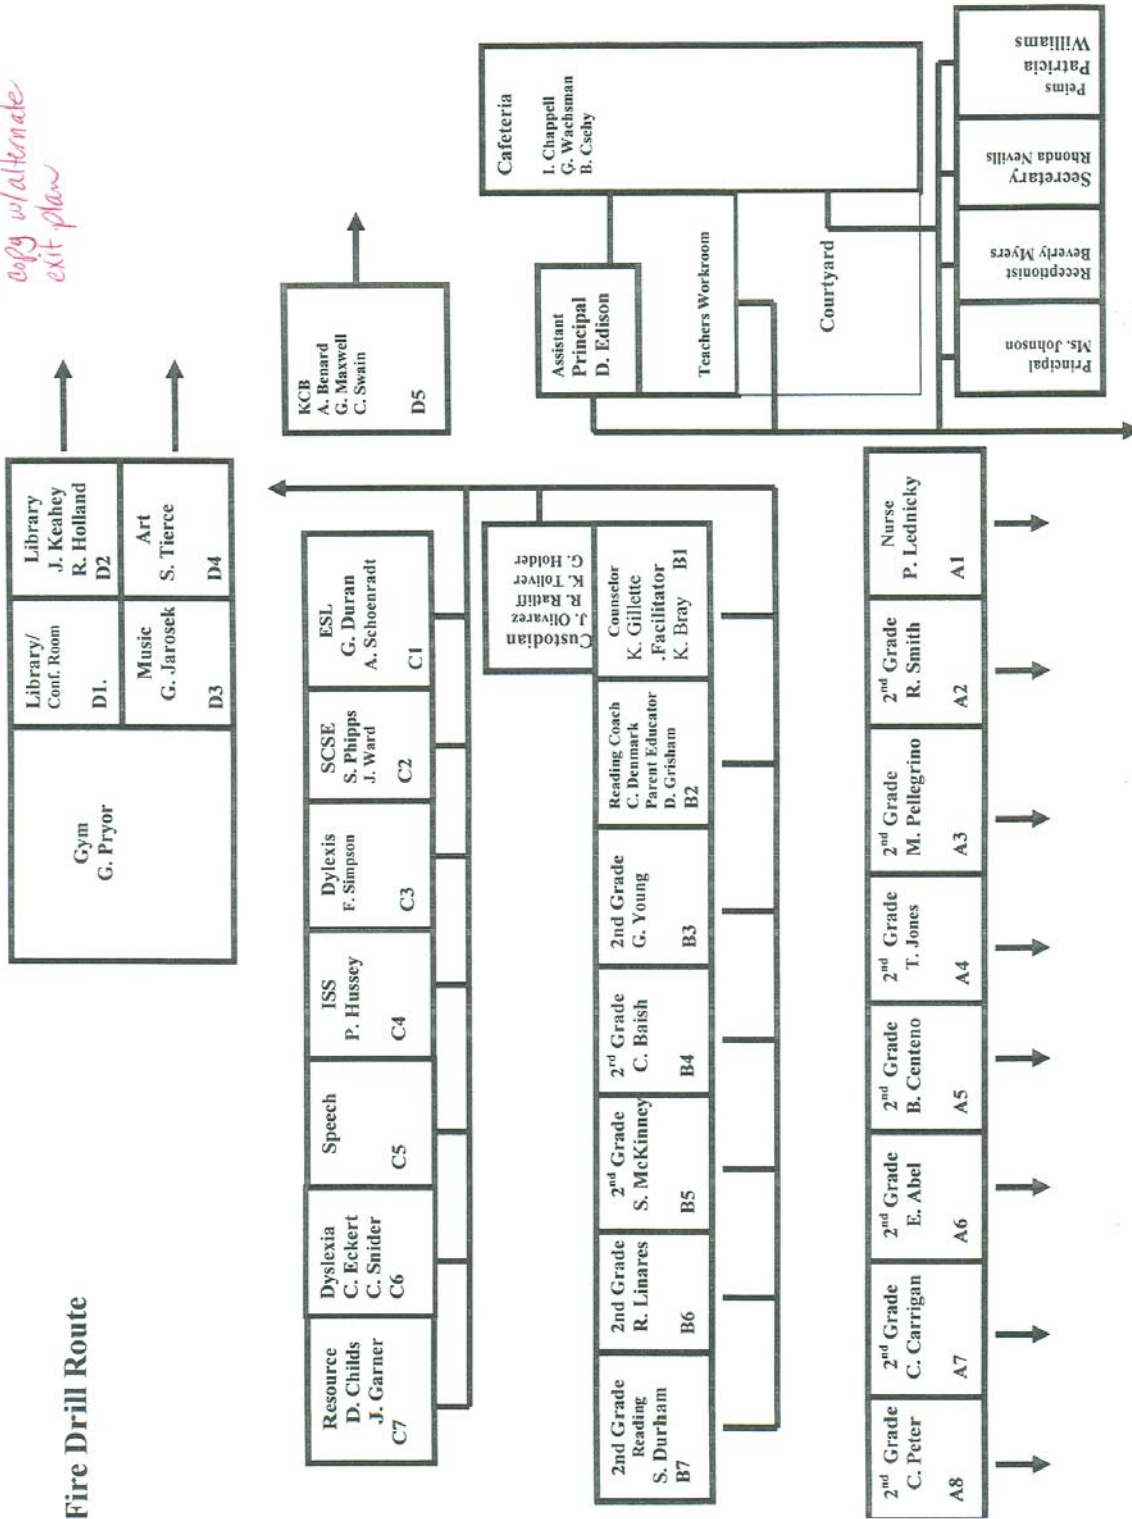 copy w/alternate
exit plan
Fire Drill Route
Gym
G. Pryor
Library/
Conf. Room
D1.
Library
J. Keahey
R. Holland
D2
Music
G. Jarosek
D3
Art
S. Tierce
D4
KCB
A. Benard
G. Maxwell
C. Swain
D5
Resource
D. Childs
J. Garner
C7
Dyslexia
C. Eckert
C. Snider
C6
Speech
C5
ISS
P. Hussey
C4
Dylexis
F. Simpson
C3
SCSE
S. Phipps
J. Ward
C2
ESL
G. Duran
A. Schoenradt
C1
Custodian
J. Olivarez
R. Ratliff
K. Toliver
G. Holder
2nd Grade
Reading
S. Durham
B7
2nd Grade
R. Linares
B6
2nd Grade
S. McKinney
B5
2rd Grade
C. Baish
B4
2nd Grade
G. Young
B3
Reading Coach
C. Denmark
Parent Educator
D. Grisham
B2
Counselor
K. Gillette
.Facilitator
K. Bray B1
Assistant
Principal
D. Edison
Cafeteria
I. Chappell
G. Wachsman
B. Csehy
Teachers Workroom
Courtyard
2nd Grade
C. Peter
A8
2nd Grade
C. Carrigan
A7
2nd Grade
E. Abel
A6
2nd Grade
B. Centeno
A5
2nd Grade
T. Jones
A4
2nd Grade
M. Pellegrino
A3
2nd Grade
R. Smith
A2
Nurse
P. Lednicky
A1
Principal
Ms. Johnson
Receptionist
Beverly Myers
Secretary
Rhonda Nevills
Peims
Patricia
Williams